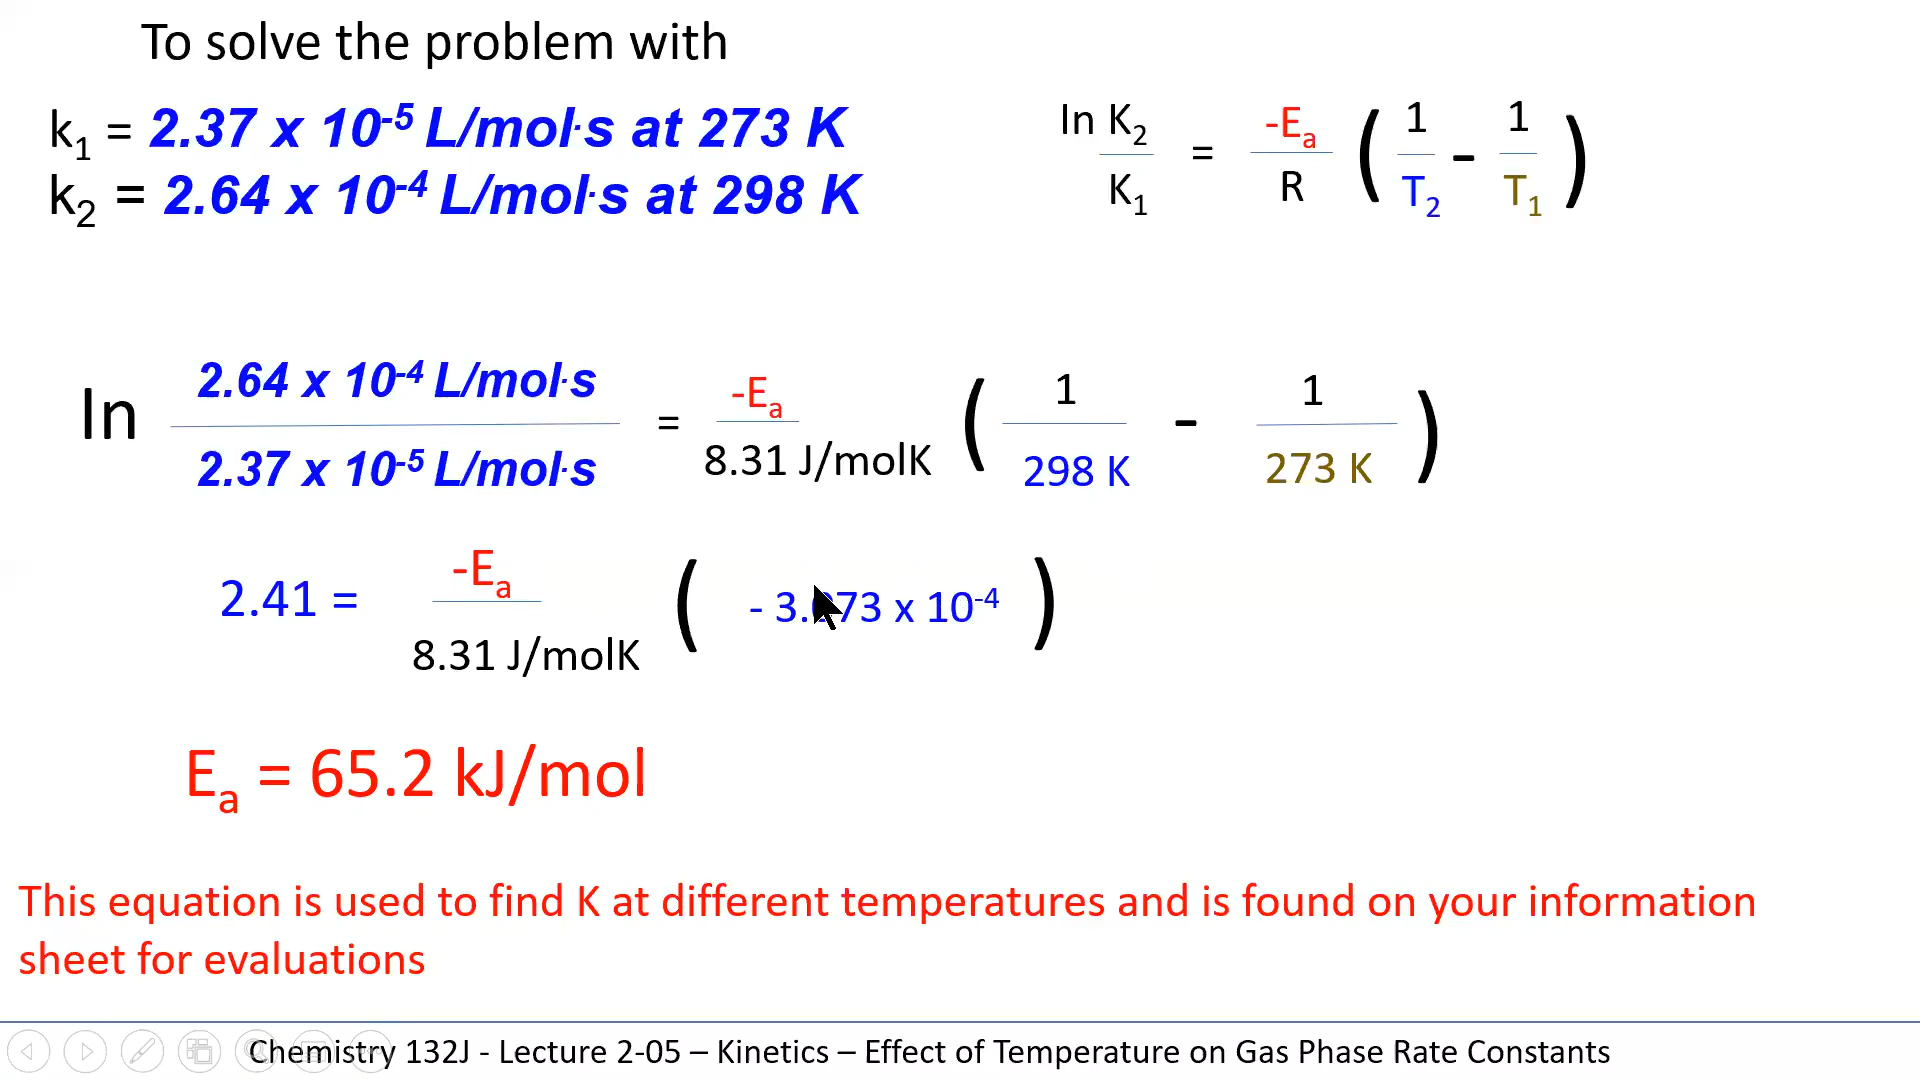 To solve the problem with
k₁ = 2.37 x 10⁻⁵ L/mol·s at 273 K
k₂ = 2.64 x 10⁻⁴ L/mol·s at 298 K
ln K₂ / K₁ = -Eₐ / R ( 1 / T₂ - 1 / T₁ )
ln 2.64 x 10⁻⁴ L/mol·s / 2.37 x 10⁻⁵ L/mol·s = -Eₐ / 8.31 J/molK ( 1 / 298 K - 1 / 273 K )
2.41 = -Eₐ / 8.31 J/molK ( x 10⁻⁴ )
Eₐ = 65.2 kJ/mol
This equation is used to find K at different temperatures and is found on your information
sheet for evaluations
Chemistry 132J - Lecture 2-05 – Kinetics – Effect of Temperature on Gas Phase Rate Constants